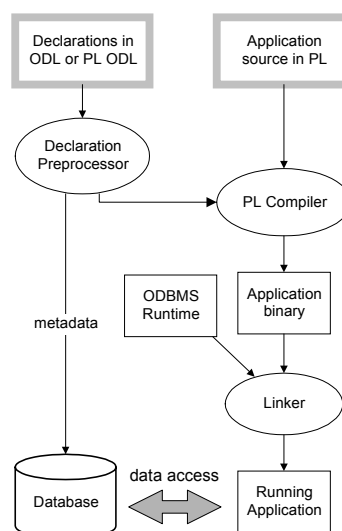 Declarations in
ODL or PL ODL
Application
source in PL
Declaration
Preprocessor
PL Compiler
ODBMS
Runtime
Application
binary
metadata
Linker
data access
Database
Running
Application